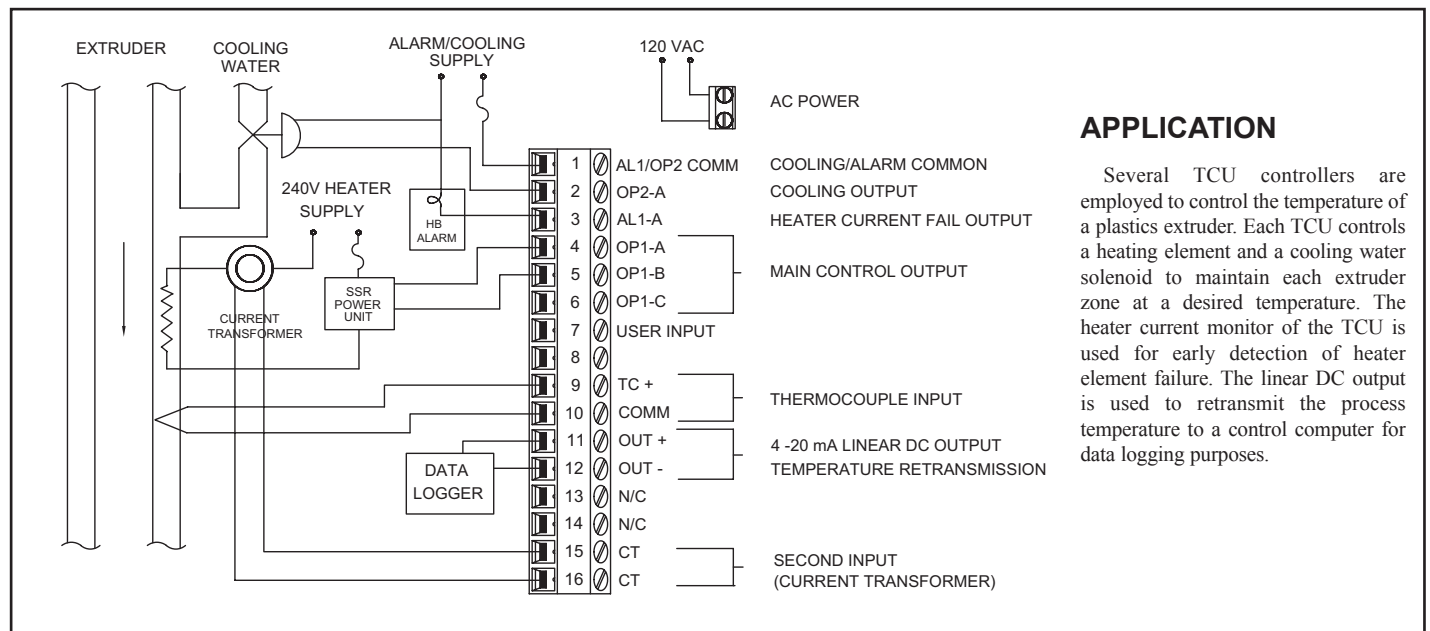 EXTRUDER
COOLING
WATER
ALARM/COOLING
SUPPLY
120 VAC
AC POWER
240V HEATER
SUPPLY
HB
ALARM
SSR
POWER
UNIT
CURRENT
TRANSFORMER
DATA
LOGGER
1 AL1/OP2 COMM COOLING/ALARM COMMON
2 OP2-A COOLING OUTPUT
3 AL1-A HEATER CURRENT FAIL OUTPUT
4 OP1-A
5 OP1-B MAIN CONTROL OUTPUT
6 OP1-C
7 USER INPUT
8
9 TC +
THERMOCOUPLE INPUT
10 COMM
11 OUT + 4 -20 mA LINEAR DC OUTPUT
12 OUT - TEMPERATURE RETRANSMISSION
13 N/C
14 N/C
15 CT
SECOND INPUT
(CURRENT TRANSFORMER)
16 CT
APPLICATION
Several TCU controllers are
employed to control the temperature of
a plastics extruder. Each TCU controls
a heating element and a cooling water
solenoid to maintain each extruder
zone at a desired temperature. The
heater current monitor of the TCU is
used for early detection of heater
element failure. The linear DC output
is used to retransmit the process
temperature to a control computer for
data logging purposes.